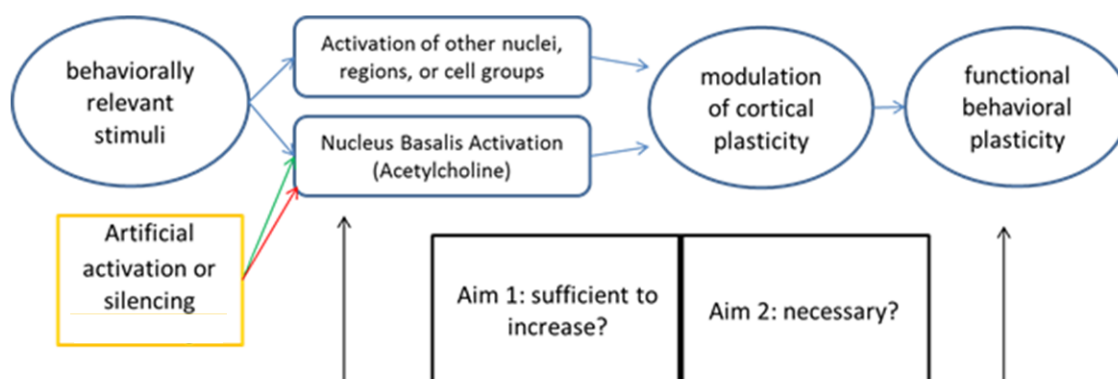 behaviorally
relevant
stimuli
Activation of other nuclei,
regions, or cell groups
Nucleus Basalis Activation
(Acetylcholine)
modulation
of cortical
plasticity
functional
behavioral
plasticity
Artificial
activation or
silencing
Aim 1: sufficient to
increase?
Aim 2: necessary?